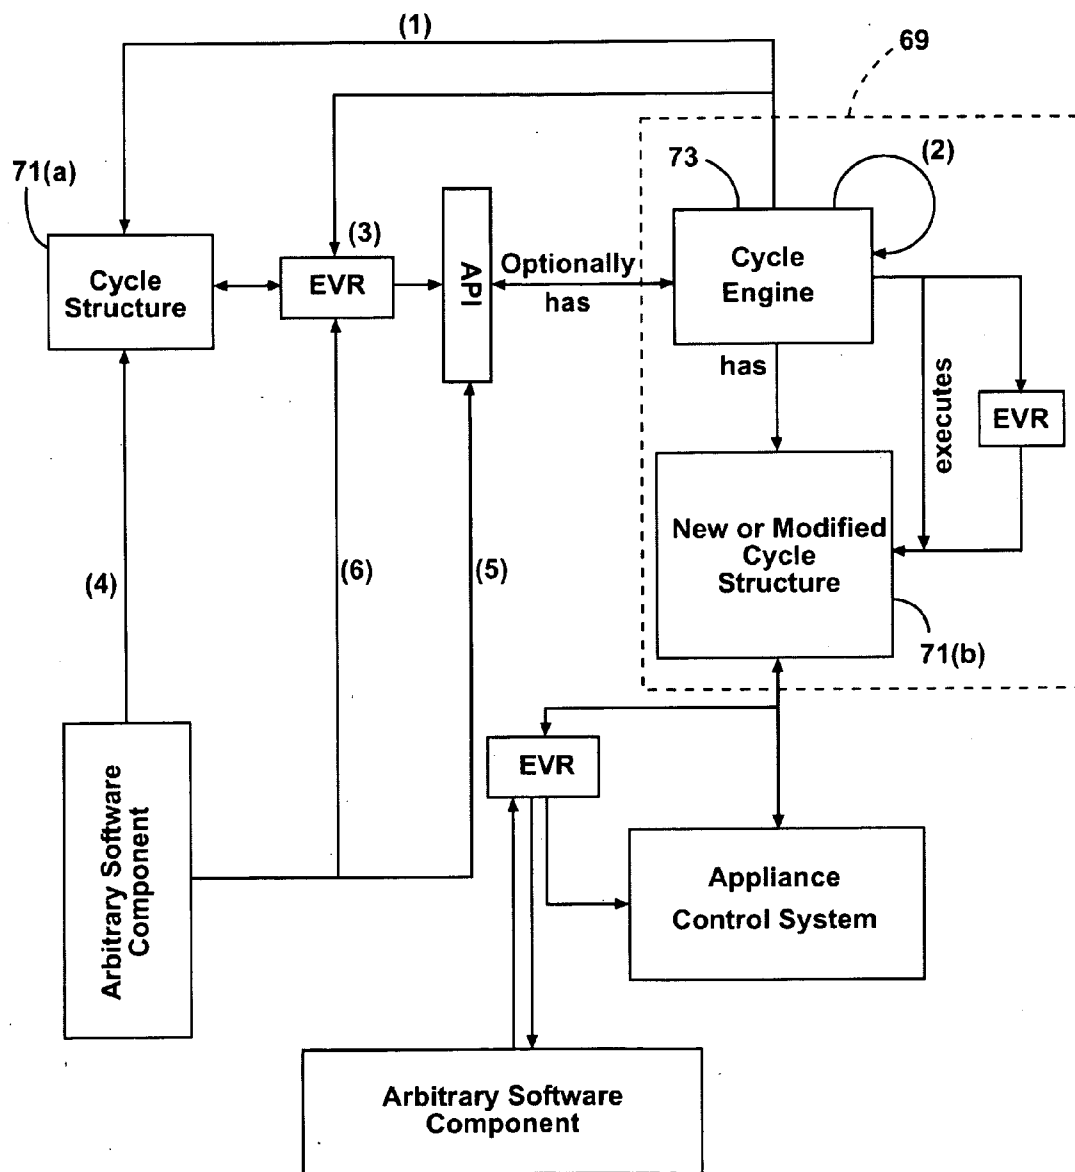 (1)
69
71(a)
73
(2)
(3)
Cycle
Structure
EVR
API
Optionally
has
Cycle
Engine
has
executes
EVR
New or Modified
Cycle
Structure
(4)
(6)
(5)
71(b)
EVR
Arbitrary Software
Component
Appliance
Control System
Arbitrary Software
Component